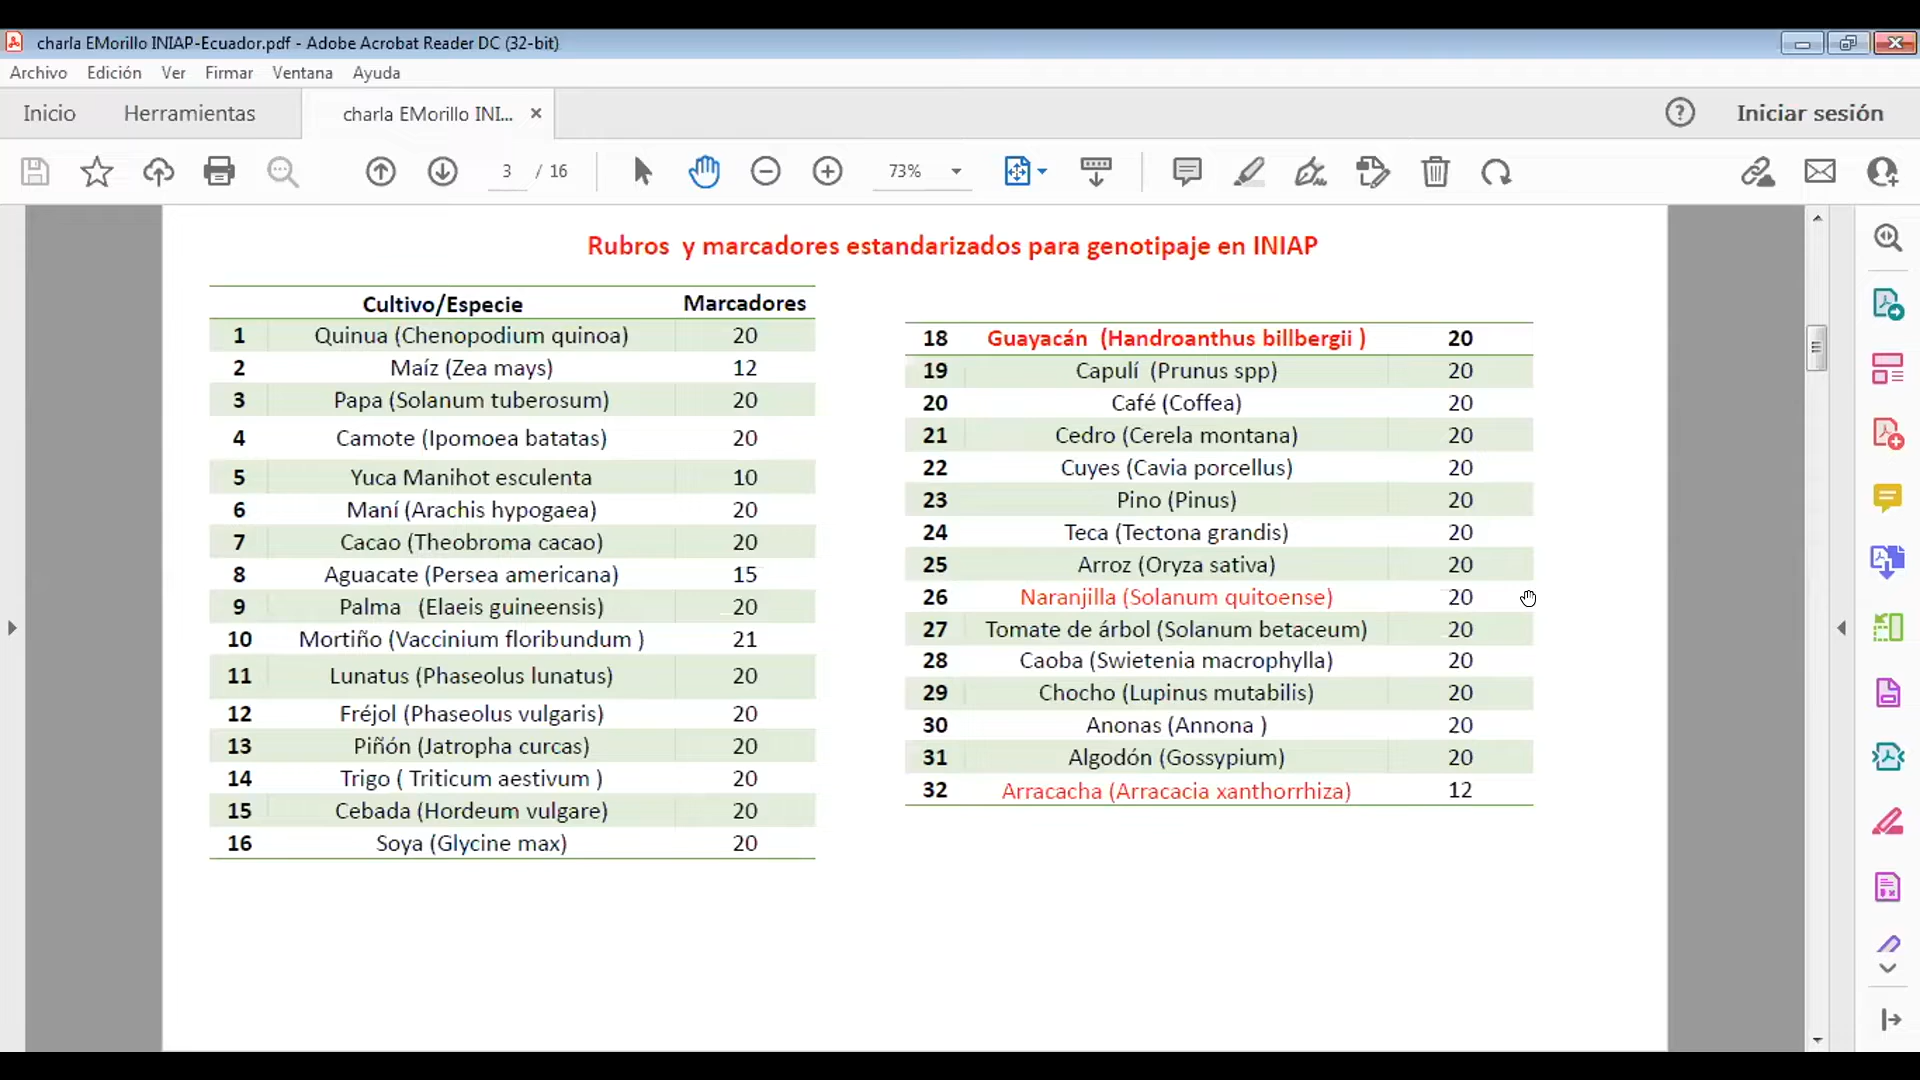 charla EMorillo INIAP-Ecuador.pdf - Adobe Acrobat Reader DC (32-bit)
Archivo Edición Ver Firmar Ventana Ayuda
Inicio Herramientas charla EMorillo INI... × ? Iniciar sesión
3 / 16 73%
Rubros y marcadores estandarizados para genotipaje en INIAP
Cultivo/Especie Marcadores
1 Quinua (Chenopodium quinoa) 20
2 Maíz (Zea mays) 12
3 Papa (Solanum tuberosum) 20
4 Camote (Ipomoea batatas) 20
5 Yuca Manihot esculenta 10
6 Maní (Arachis hypogaea) 20
7 Cacao (Theobroma cacao) 20
8 Aguacate (Persea americana) 15
9 Palma (Elaeis guineensis) 20
10 Mortiño (Vaccinium floribundum ) 21
11 Lunatus (Phaseolus lunatus) 20
12 Fréjol (Phaseolus vulgaris) 20
13 Piñón (Jatropha curcas) 20
14 Trigo ( Triticum aestivum ) 20
15 Cebada (Hordeum vulgare) 20
16 Soya (Glycine max) 20
18 Guayacán (Handroanthus billbergii ) 20
19 Capulí (Prunus spp) 20
20 Café (Coffea) 20
21 Cedro (Cerela montana) 20
22 Cuyes (Cavia porcellus) 20
23 Pino (Pinus) 20
24 Teca (Tectona grandis) 20
25 Arroz (Oryza sativa) 20
26 Naranjilla (Solanum quitoense) 20
27 Tomate de árbol (Solanum betaceum) 20
28 Caoba (Swietenia macrophylla) 20
29 Chocho (Lupinus mutabilis) 20
30 Anonas (Annona ) 20
31 Algodón (Gossypium) 20
32 Arracacha (Arracacia xanthorrhiza) 12